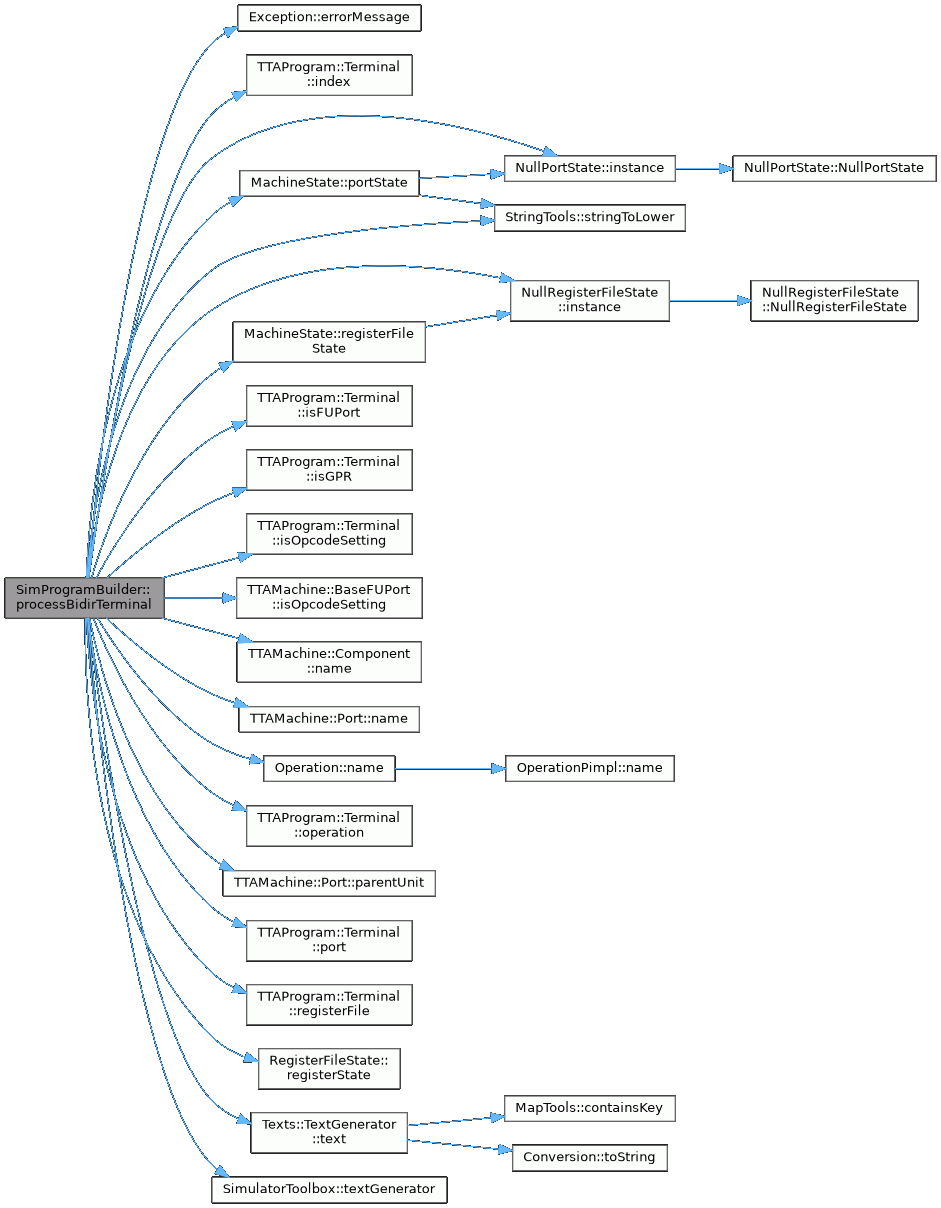 Exception::errorMessage
TTAProgram::Terminal
::index
NullPortState::instance
NullPortState::NullPortState
MachineState::portState
StringTools::stringToLower
NullRegisterFileState
::instance
NullRegisterFileState
::NullRegisterFileState
MachineState::registerFile
State
TTAProgram::Terminal
::isFUPort
TTAProgram::Terminal
::isGPR
TTAProgram::Terminal
::isOpcodeSetting
SimProgramBuilder::
processBidirTerminal
TTAMachine::BaseFUPort
::isOpcodeSetting
TTAMachine::Component
::name
TTAMachine::Port::name
Operation::name
OperationPimpl::name
TTAProgram::Terminal
::operation
TTAMachine::Port::parentUnit
TTAProgram::Terminal
::port
TTAProgram::Terminal
::registerFile
RegisterFileState::
registerState
Texts::TextGenerator
::text
MapTools::containsKey
Conversion::toString
SimulatorToolbox::textGenerator